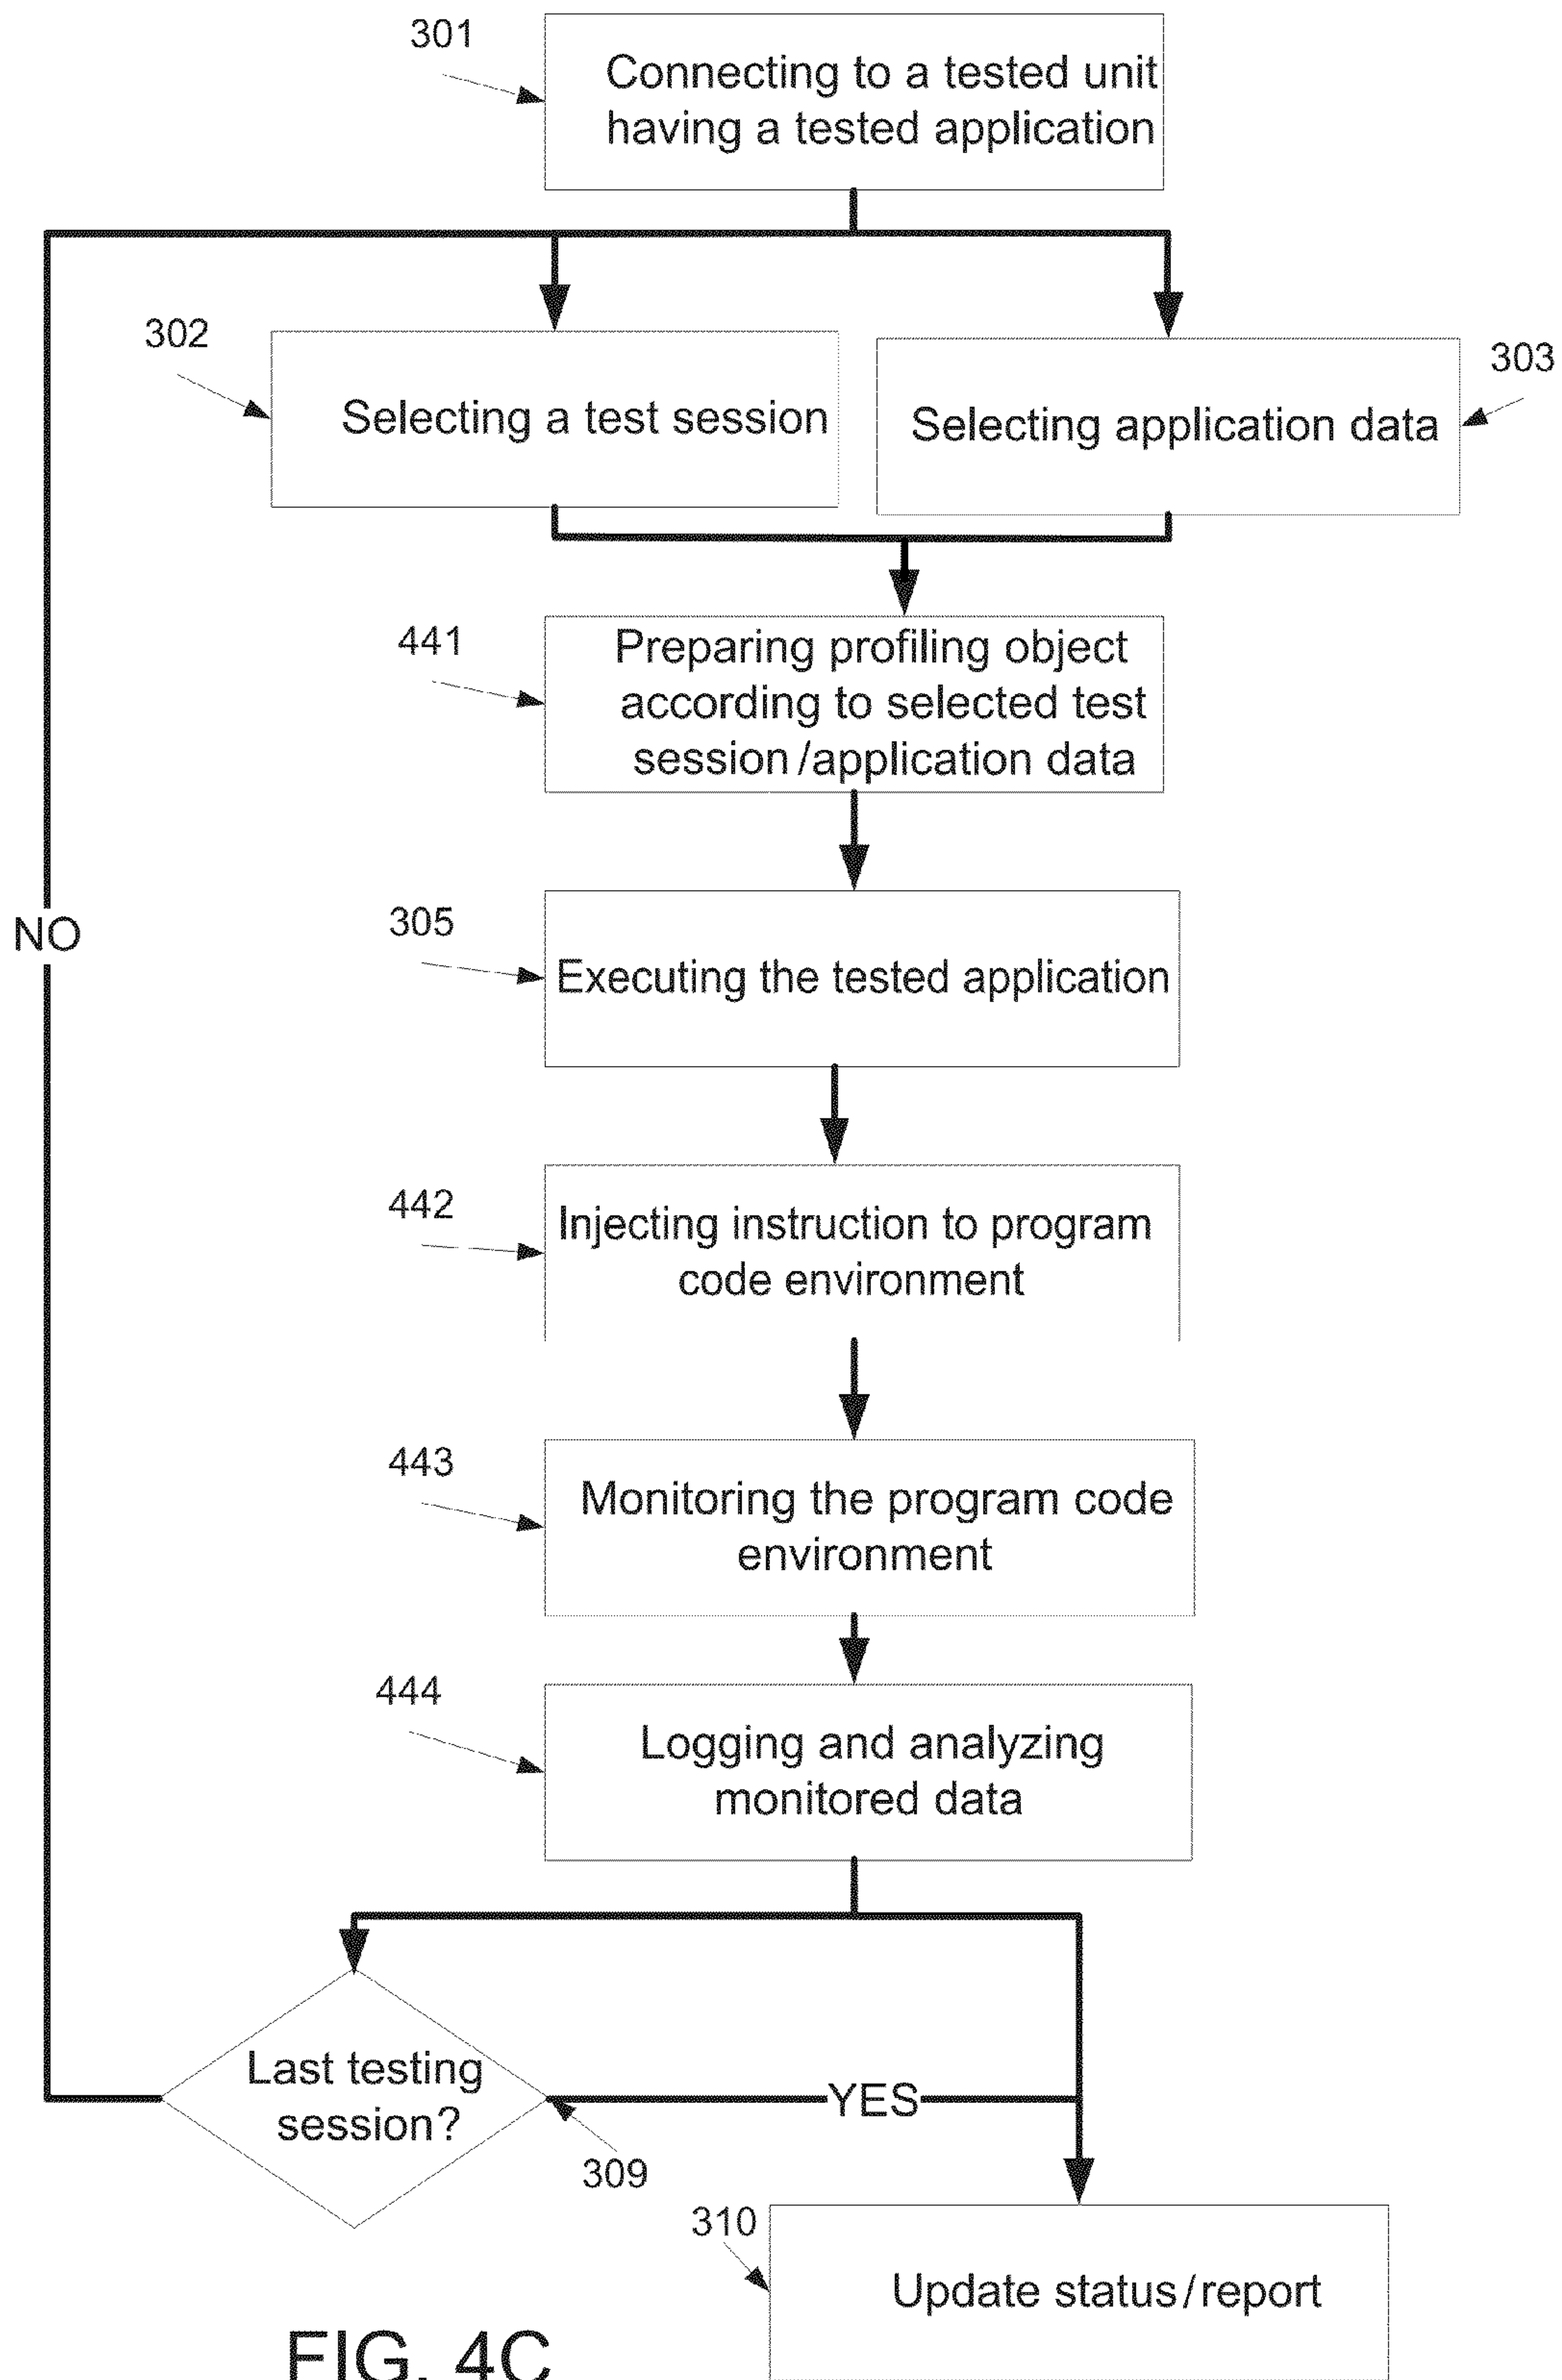 301
Connecting to a tested unit
having a tested application
302
Selecting a test session
303
Selecting application data
441
Preparing profiling object
according to selected test
session/application data
NO
305
Executing the tested application
442
Injecting instruction to program
code environment
443
Monitoring the program code
environment
444
Logging and analyzing
monitored data
Last testing
session?
YES
309
310
Update status/report
FIG. 4C